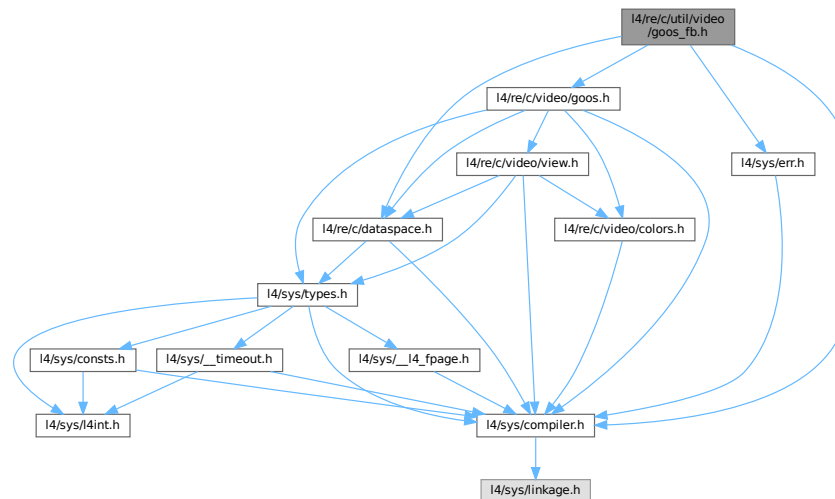 l4/re/c/util/video
/goos_fb.h
l4/re/c/video/goos.h
l4/re/c/video/view.h
l4/sys/err.h
l4/re/c/dataspace.h
l4/re/c/video/colors.h
l4/sys/types.h
l4/sys/consts.h
l4/sys/__timeout.h
l4/sys/__l4_fpage.h
l4/sys/l4int.h
l4/sys/compiler.h
l4/sys/linkage.h